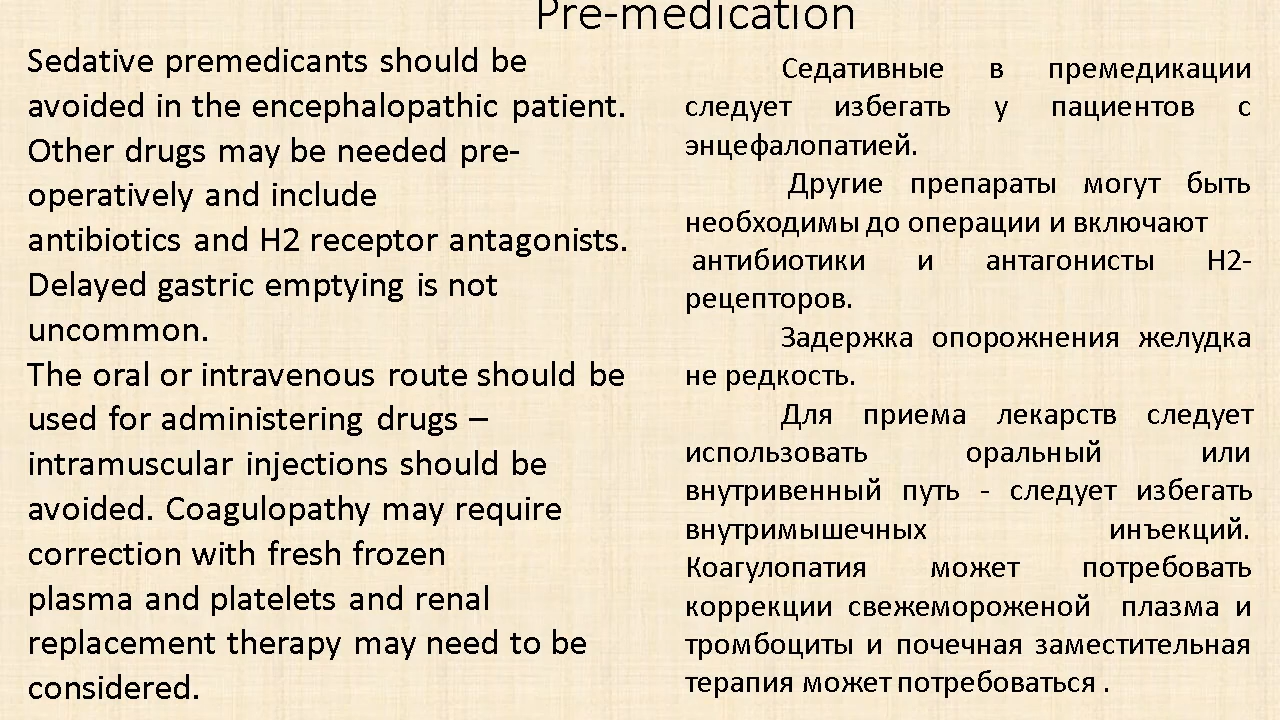 Pre-medication
Sedative premedicants should be
avoided in the encephalopathic patient.
Other drugs may be needed pre-
operatively and include
antibiotics and H2 receptor antagonists.
Delayed gastric emptying is not
uncommon.
The oral or intravenous route should be
used for administering drugs –
intramuscular injections should be
avoided. Coagulopathy may require
correction with fresh frozen
plasma and platelets and renal
replacement therapy may need to be
considered.
Седативные в премедикации
следует избегать у пациентов с
энцефалопатией.
Другие препараты могут быть
необходимы до операции и включают
антибиотики и антагонисты H2-
рецепторов.
Задержка опорожнения желудка
не редкость.
Для приема лекарств следует
использовать оральный или
внутривенный путь - следует избегать
внутримышечных инъекций.
Коагулопатия может потребовать
коррекции свежемороженой плазма и
тромбоциты и почечная заместительная
терапия может потребоваться .